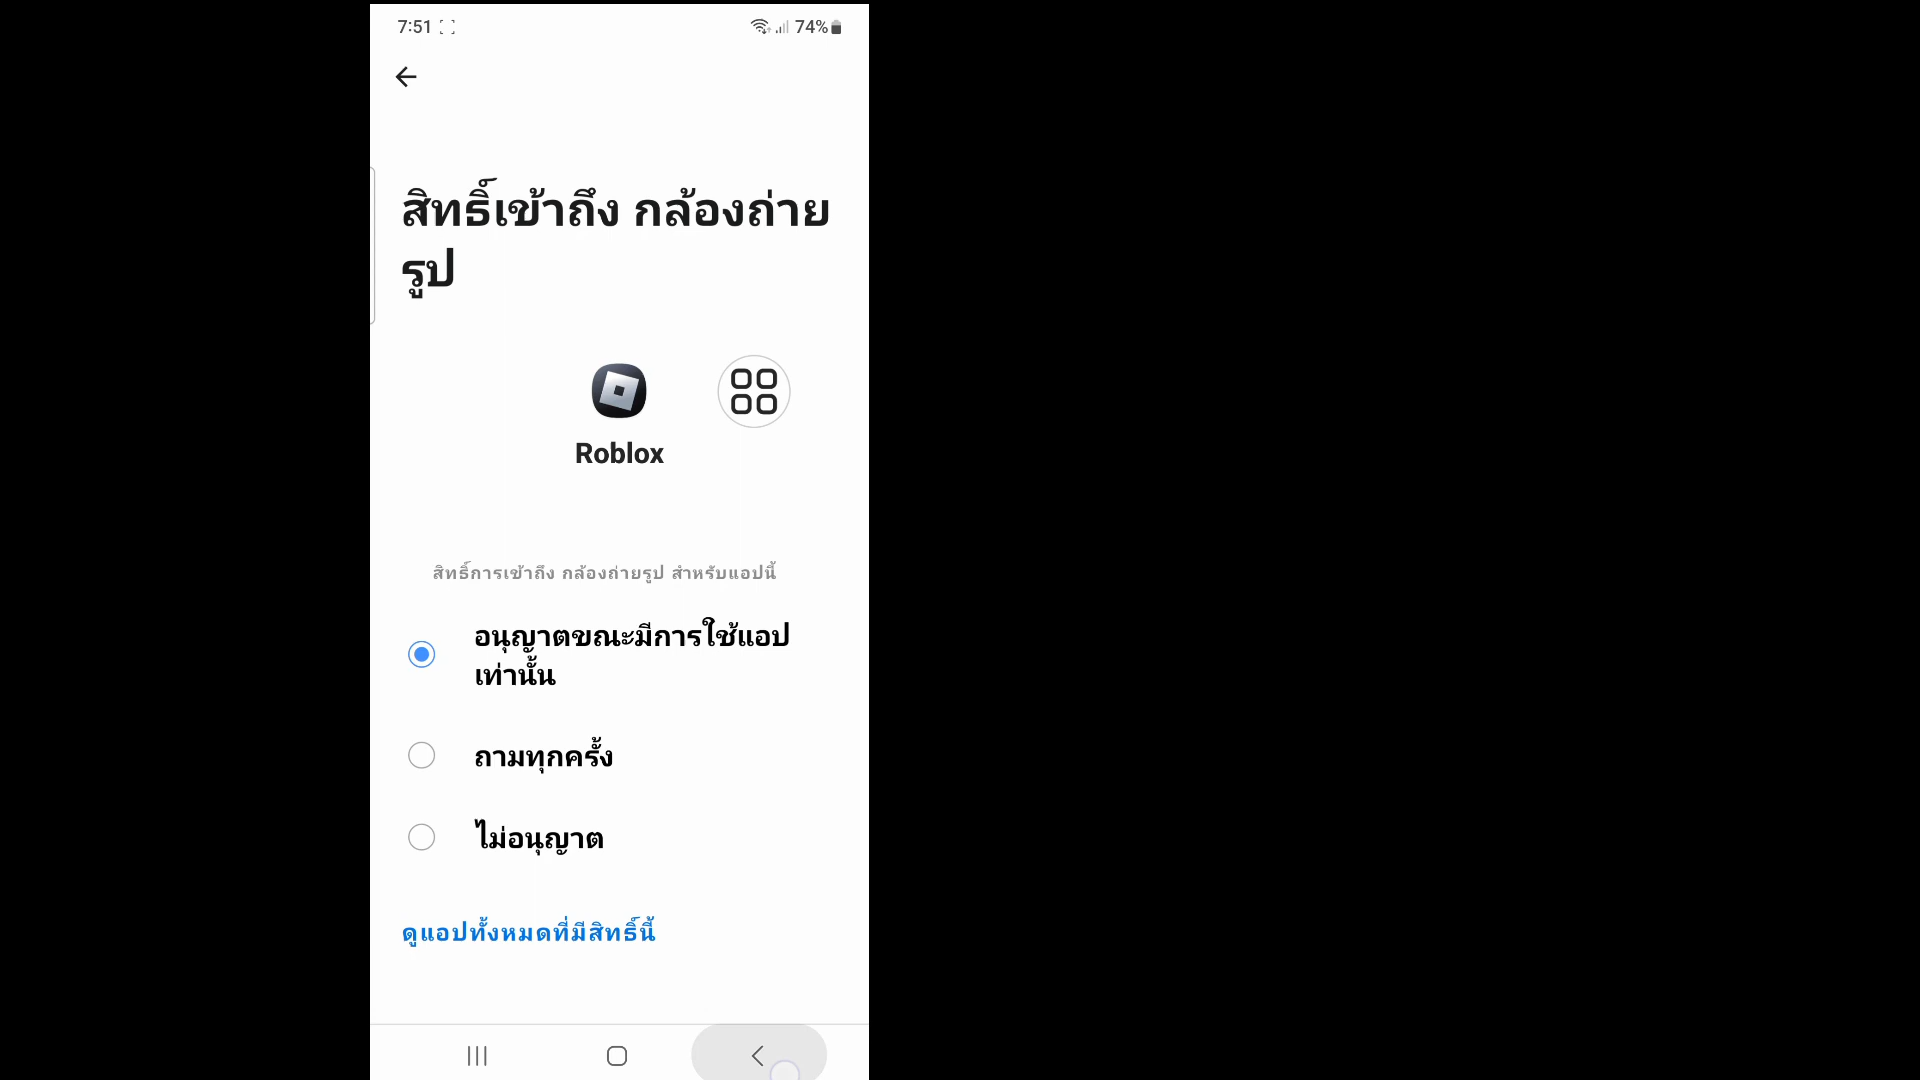 7:51 74%
สิทธิ์เข้าถึง กล้องถ่าย
รูป
Roblox
สิทธิ์การเข้าถึง กล้องถ่ายรูป สำหรับแอปนี้
อนุญาตขณะมีการใช้แอป
เท่านั้น
ถามทุกครั้ง
ไม่อนุญาต
ดูแอปทั้งหมดที่มีสิทธิ์นี้